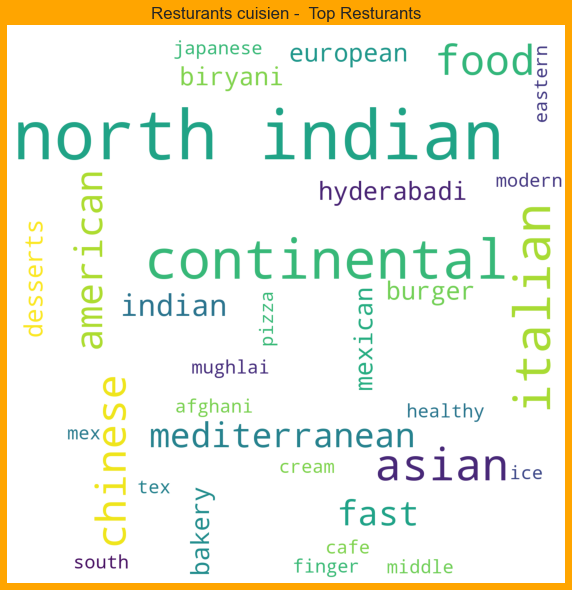 Resturants cuisien - Top Resturants
japanese
european
food
eastern
biryani
north indian
modern
hyderabadi
american
italian
desserts
continental
burger
indian
pizza
mexican
mughlai
chinese
afghani
healthy
mex
mediterranean
asian
cream
ice
tex
bakery
fast
cafe
south
finger
middle